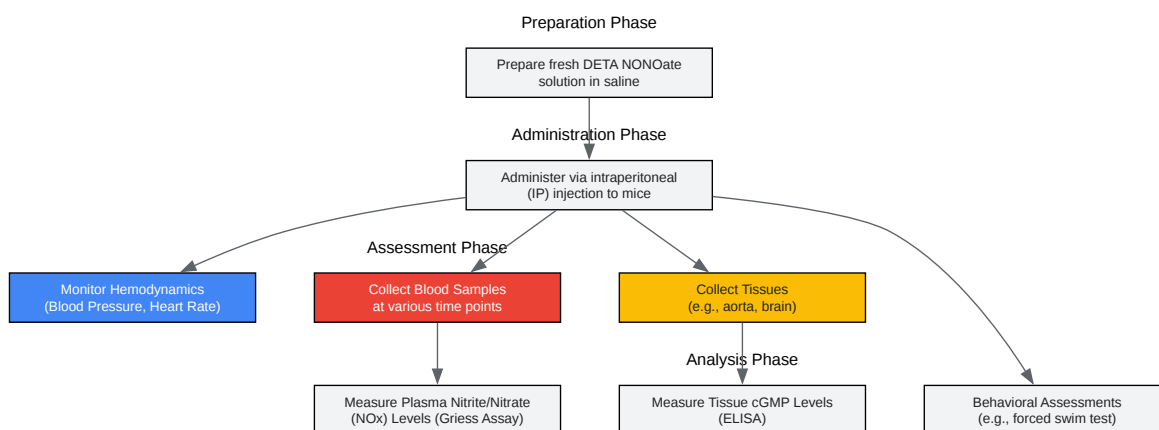 Preparation Phase
Prepare fresh DETA NONOate
solution in saline
Administration Phase
Administer via intraperitoneal
(IP) injection to mice
Assessment Phase
Monitor Hemodynamics
(Blood Pressure, Heart Rate)
Collect Blood Samples
at various time points
Collect Tissues
(e.g., aorta, brain)
Analysis Phase
Measure Plasma Nitrite/Nitrate
(NOx) Levels (Griess Assay)
Measure Tissue cGMP Levels
(ELISA)
Behavioral Assessments
(e.g., forced swim test)